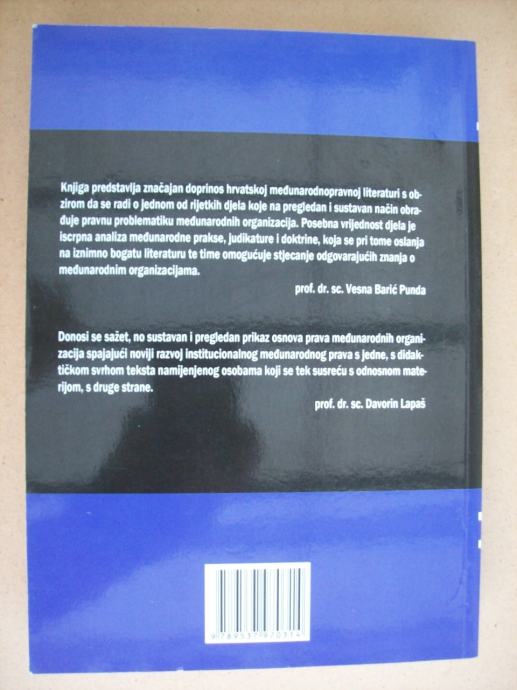 Knjiga predstavlja značajan doprinos hrvatskoj međunarodnopravnoj literaturi s ob-
zirom da se radi o jednom od rijetkih djela koje na pregledan i sustavan način obra-
đuje pravnu problematiku međunarodnih organizacija. Posebna vrijednost djela je
iscrpna analiza međunarodne prakse, judikature i doktrine, koja se pri tome oslanja
na iznimno bogatu literaturu te time omogućuje stjecanje odgovarajućih znanja o
međunarodnim organizacijama.
prof. dr. sc. Vesna Barić Punda
Donosi se sažet, no sustavan i pregledan prikaz osnova prava međunarodnih organi-
zacija spajajući noviji razvoj institucionalnog međunarodnog prava s jedne, s didak-
tičkom svrhom teksta namijenjenog osobama koji se tek susreću s odnosnom mate-
rijom, s druge strane.
prof. dr. sc. Davorin Lapaš
9 789537 870314